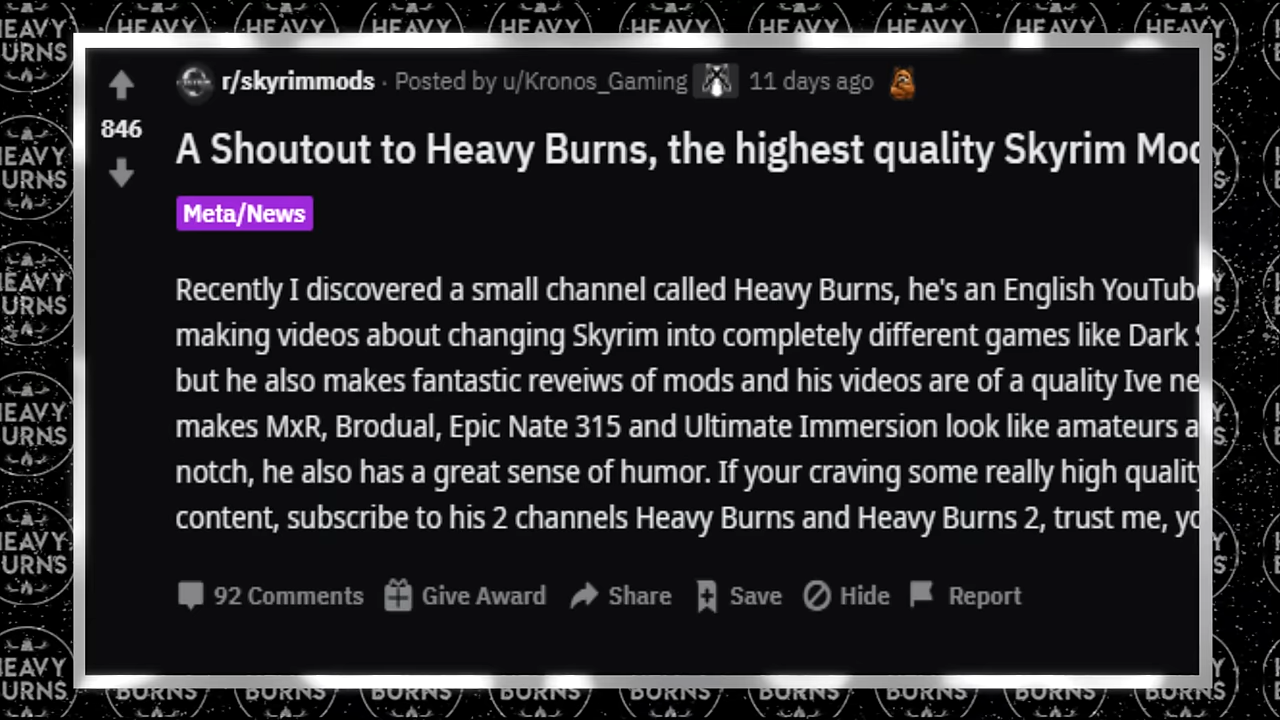 r/skyrimmods · Posted by u/Kronos_Gaming 11 days ago
846
A Shoutout to Heavy Burns, the highest quality Skyrim Mod
Meta/News
Recently I discovered a small channel called Heavy Burns, he's an English YouTube
making videos about changing Skyrim into completely different games like Dark S
but he also makes fantastic reveiws of mods and his videos are of a quality Ive ne
makes MxR, Brodual, Epic Nate 315 and Ultimate Immersion look like amateurs a
notch, he also has a great sense of humor. If your craving some really high quality
content, subscribe to his 2 channels Heavy Burns and Heavy Burns 2, trust me, yo
92 Comments Give Award Share Save Hide Report
HEAVY
BURNS